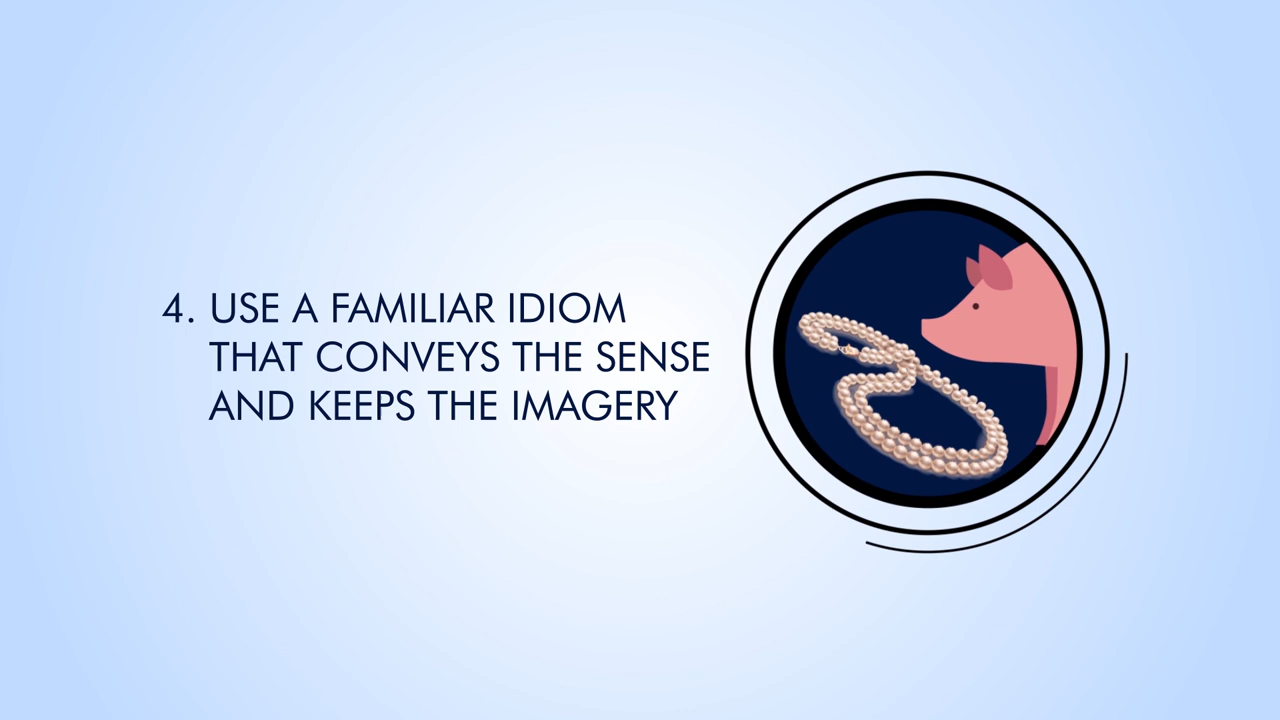 4. USE A FAMILIAR IDIOM
THAT CONVEYS THE SENSE
AND KEEPS THE IMAGERY